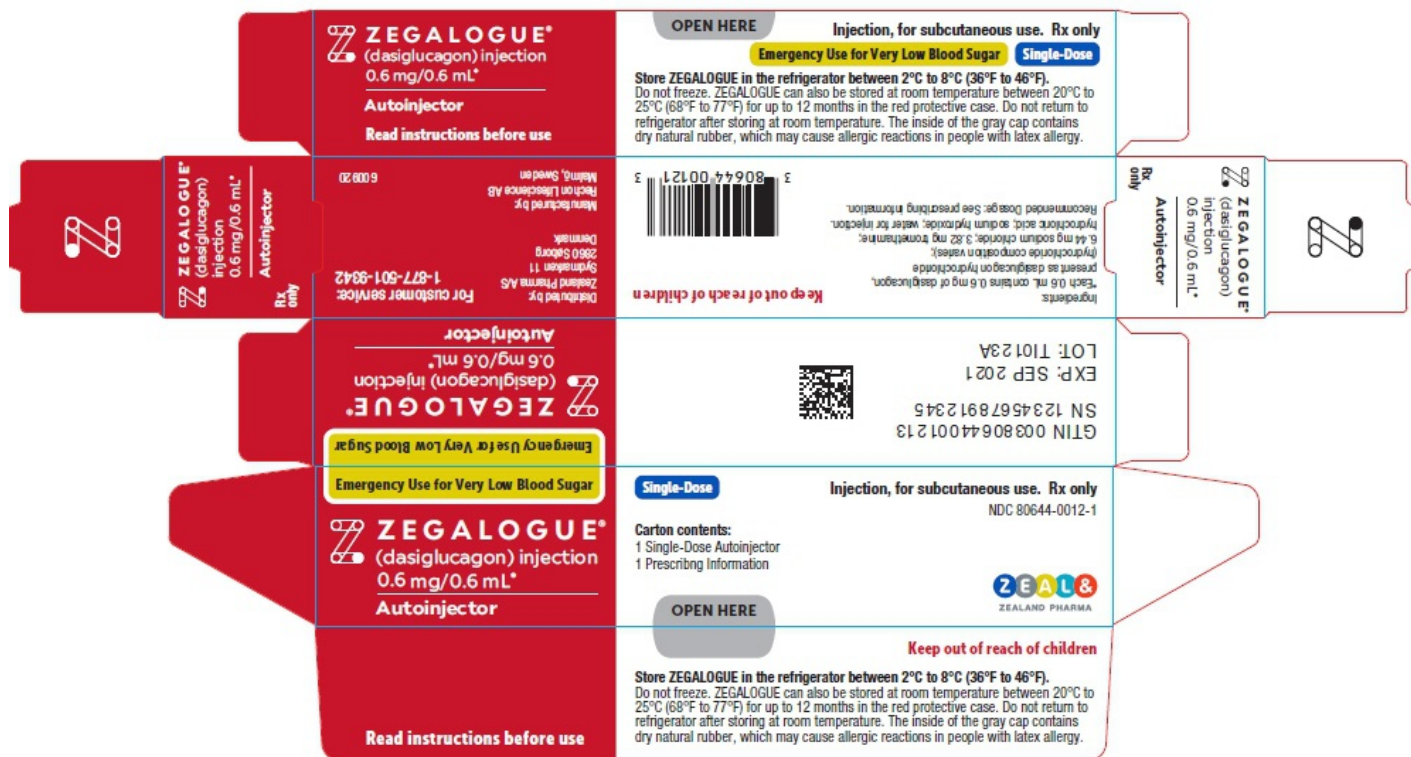 ZEGALOGUE®
(dasiglucagon) injection
0.6 mg/0.6 mL*
Autoinjector
Read instructions before use
OPEN HERE
Injection, for subcutaneous use. Rx only
Emergency Use for Very Low Blood Sugar
Single-Dose
Store ZEGALOGUE in the refrigerator between 2°C to 8°C (36°F to 46°F).
Do not freeze. ZEGALOGUE can also be stored at room temperature between 20°C to
25°C (68°F to 77°F) for up to 12 months in the red protective case. Do not return to
refrigerator after storing at room temperature. The inside of the gray cap contains
dry natural rubber, which may cause allergic reactions in people with latex allergy.
ZEGALOGUE®
(dasiglucagon)
injection
0.6 mg/0.6 mL*
Autoinjector
Rx
only
Distributed by:
Zealand Pharma A/S
Sydmarken 11
2860 Søborg
Denmark
For customer service:
1-877-501-9342
Manufactured by:
Rechon Lifescience AB
Malmö, Sweden
6 009 20
Ingredients:
*Each 0.6 mL contains 0.6 mg of dasiglucagon,
present as dasiglucagon hydrochloride
(hydrochloride composition varies);
6.44 mg sodium chloride; 3.82 mg tromethamine;
hydrochloric acid; sodium hydroxide; water for injection.
Recommended Dosage: See prescribing information.
Keep out of reach of children
3 80644 00121 3
ZEGALOGUE®
(dasiglucagon)
injection
0.6 mg/0.6 mL*
Autoinjector
Rx
only
Emergency Use for Very Low Blood Sugar
ZEGALOGUE®
(dasiglucagon) injection
0.6 mg/0.6 mL*
Autoinjector
GTIN 00380644001213
SN 12345678912345
EXP: SEP 2021
LOT: TI0123A
Emergency Use for Very Low Blood Sugar
ZEGALOGUE®
(dasiglucagon) injection
0.6 mg/0.6 mL*
Autoinjector
Single-Dose
Injection, for subcutaneous use. Rx only
NDC 80644-0012-1
Carton contents:
1 Single-Dose Autoinjector
1 Prescribng Information
ZEAL&
ZEALAND PHARMA
OPEN HERE
Keep out of reach of children
Store ZEGALOGUE in the refrigerator between 2°C to 8°C (36°F to 46°F).
Do not freeze. ZEGALOGUE can also be stored at room temperature between 20°C to
25°C (68°F to 77°F) for up to 12 months in the red protective case. Do not return to
refrigerator after storing at room temperature. The inside of the gray cap contains
dry natural rubber, which may cause allergic reactions in people with latex allergy.
Read instructions before use